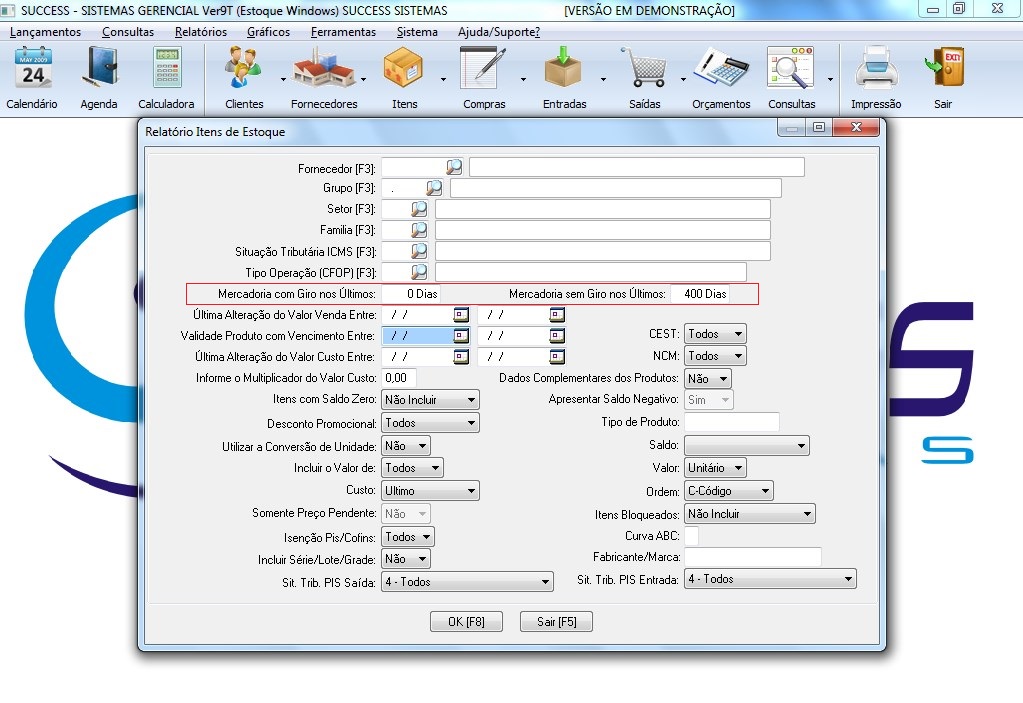 SUCCESS - SISTEMAS GERENCIAL Ver9T (Estoque Windows) SUCCESS SISTEMAS [VERSÃO EM DEMONSTRAÇÃO]
Lançamentos Consultas Relatórios Gráficos Ferramentas Sistema Ajuda/Suporte?
MAY 2009
24
EXIT
Calendário Agenda Calculadora Clientes Fornecedores Itens Compras Entradas Saídas Orçamentos Consultas Impressão Sair
Relatório Itens de Estoque
Fornecedor [F3]:
Grupo [F3]: .
Setor [F3]:
Familia [F3]:
Situação Tributária ICMS [F3]:
Tipo Operação (CFOP) [F3]:
Mercadoria com Giro nos Últimos: 0 Dias Mercadoria sem Giro nos Últimos: 400 Dias
Última Alteração do Valor Venda Entre: / / / /
Validade Produto com Vencimento Entre: / / / / CEST: Todos
Última Alteração do Valor Custo Entre: / / / / NCM: Todos
Informe o Multiplicador do Valor Custo: 0,00 Dados Complementares dos Produtos: Não
Itens com Saldo Zero: Não Incluir Apresentar Saldo Negativo: Sim
Desconto Promocional: Todos Tipo de Produto:
Utilizar a Conversão de Unidade: Não Saldo:
Incluir o Valor de: Todos Valor: Unitário
Custo: Ultimo Ordem: C-Código
Somente Preço Pendente: Não Itens Bloqueados: Não Incluir
Isenção Pis/Cofins: Todos Curva ABC:
Incluir Série/Lote/Grade: Não Fabricante/Marca:
Sit. Trib. PIS Saída: 4 - Todos Sit. Trib. PIS Entrada: 4 - Todos
OK [F8] Sair [F5]